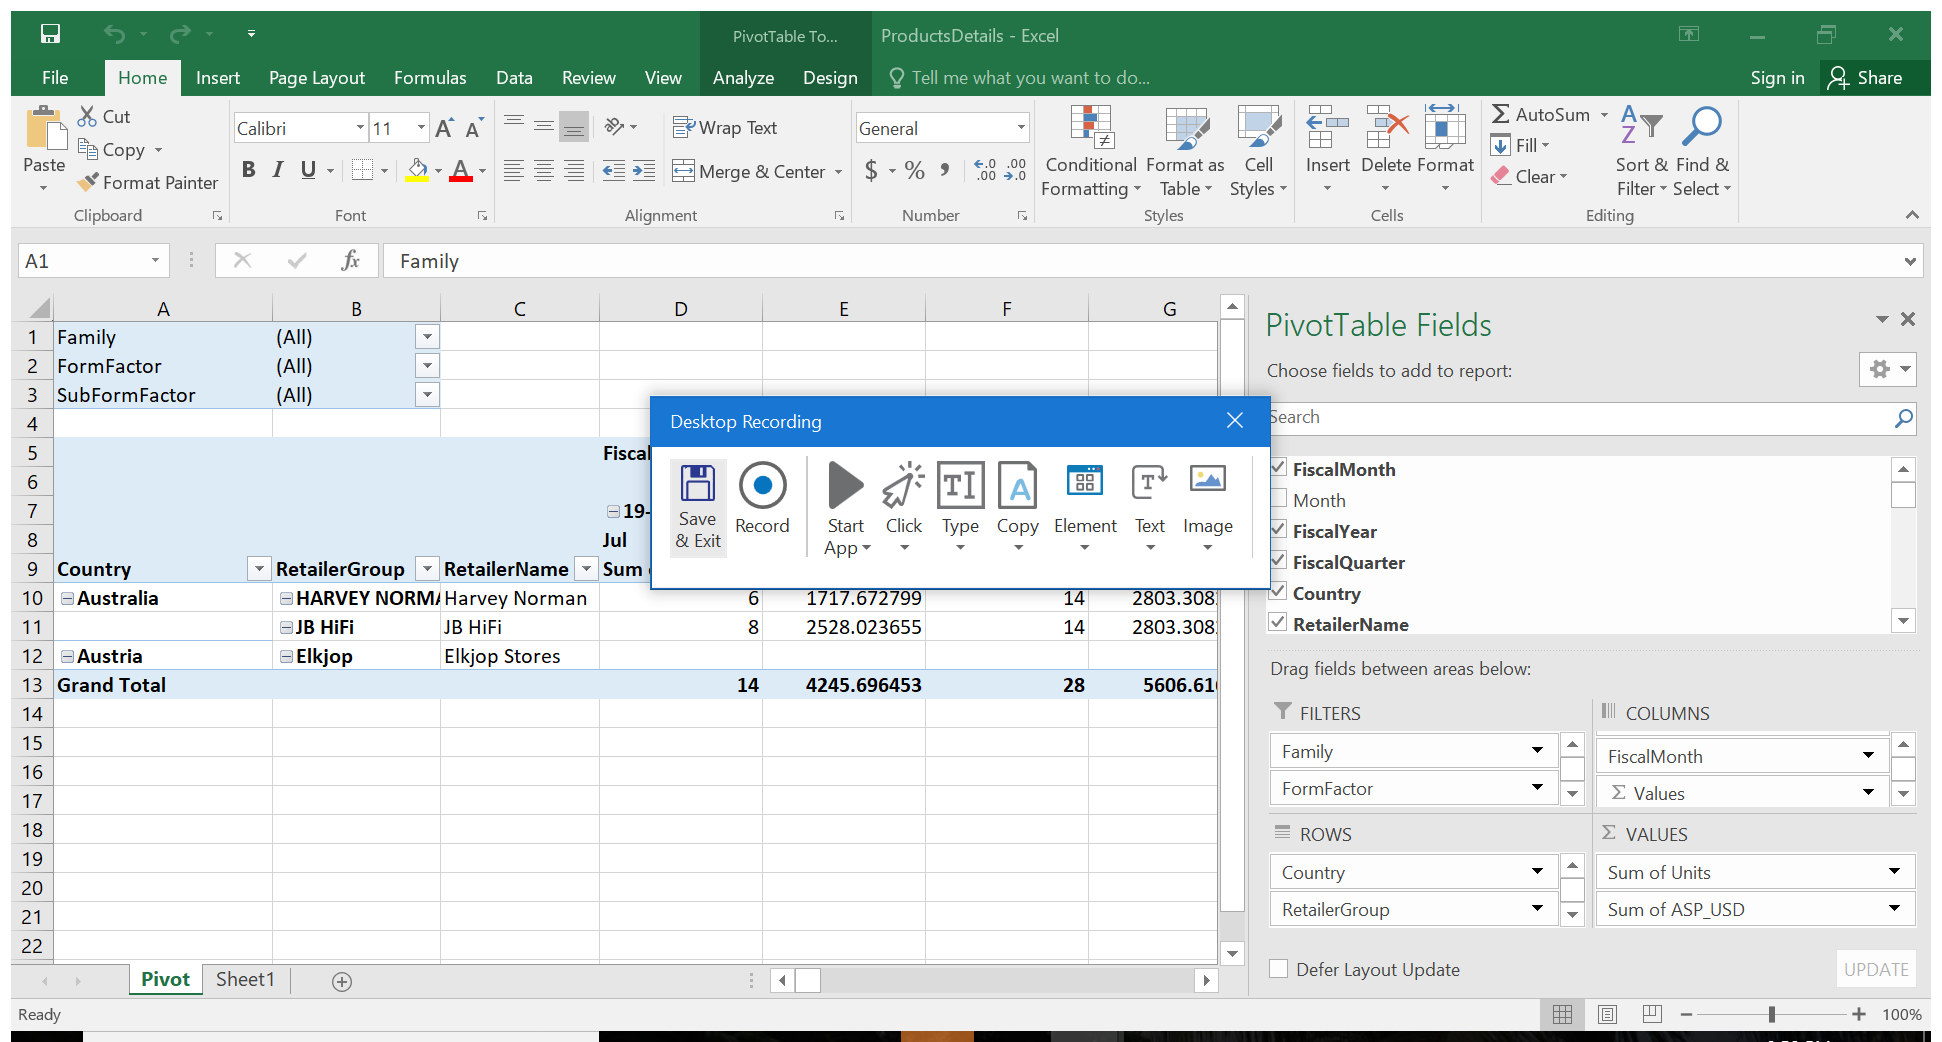 PivotTable To... ProductsDetails - Excel
File Home Insert Page Layout Formulas Data Review View Analyze Design Tell me what you want to do... Sign in Share
Paste Cut Copy Format Painter
Clipboard
Calibri 11 A A
B I U A
Font
Wrap Text
Merge & Center
Alignment
General
$ % , .0 .00 .00 .0
Number
Conditional Formatting Format as Table Cell Styles
Styles
Insert Delete Format
Cells
AutoSum Fill Clear Sort & Filter Find & Select
Editing
A1 fx Family
A B C D E F G
1 Family (All)
2 FormFactor (All)
3 SubFormFactor (All)
4
5 Fiscal
6
7 19-
8 Jul
9 Country RetailerGroup RetailerName Sum
10 Australia HARVEY NORMA Harvey Norman 6 1717.672799 14 2803.308
11 JB HiFi JB HiFi 8 2528.023655 14 2803.308
12 Austria Elkjop Elkjop Stores
13 Grand Total 14 4245.696453 28 5606.61
14
15
16
17
18
19
20
21
22
Desktop Recording
Save & Exit Record Start App Click Type Copy Element Text Image
PivotTable Fields
Choose fields to add to report:
Search
FiscalMonth
Month
FiscalYear
FiscalQuarter
Country
RetailerName
Drag fields between areas below:
FILTERS COLUMNS
Family FiscalMonth
FormFactor Σ Values
ROWS Σ VALUES
Country Sum of Units
RetailerGroup Sum of ASP_USD
Defer Layout Update UPDATE
Pivot Sheet1
Ready 100%